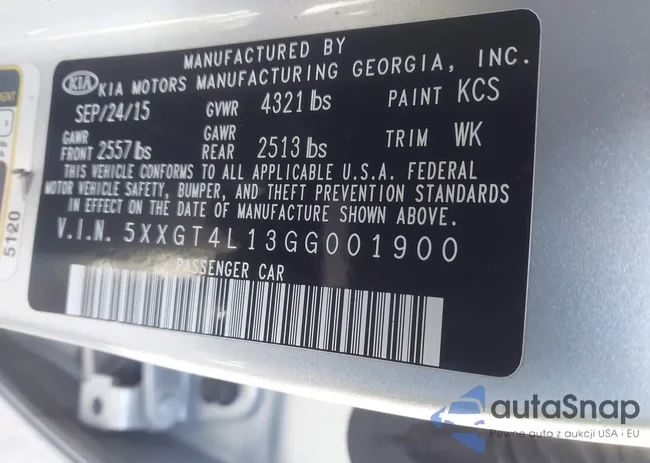 MANUFACTURED BY
KIA KIA MOTORS MANUFACTURING GEORGIA, INC.
SEP/24/15 GVWR 4321 lbs PAINT KCS
GAWR FRONT 2557 lbs GAWR REAR 2513 lbs TRIM WK
THIS VEHICLE CONFORMS TO ALL APPLICABLE U.S.A. FEDERAL
MOTOR VEHICLE SAFETY, BUMPER, AND THEFT PREVENTION STANDARDS
IN EFFECT ON THE DATE OF MANUFACTURE SHOWN ABOVE.
V.I.N. 5XXGT4L13GG001900
PASSENGER CAR
5120
autoSnap
Pewne auto z aukcji USA i EU